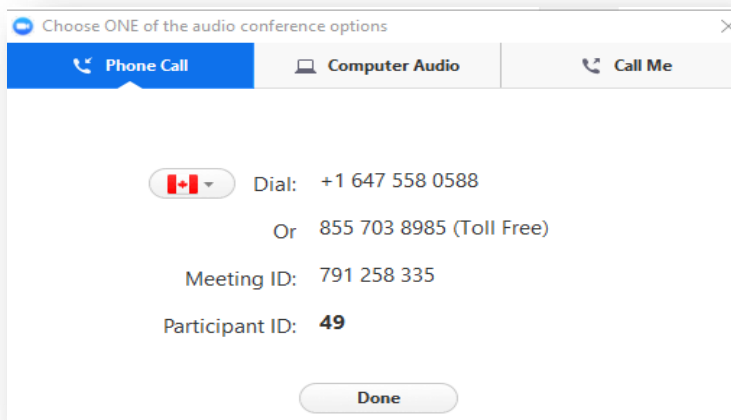 Choose ONE of the audio conference options
Phone Call Computer Audio Call Me
Dial: +1 647 558 0588
Or 855 703 8985 (Toll Free)
Meeting ID: 791 258 335
Participant ID: 49
Done